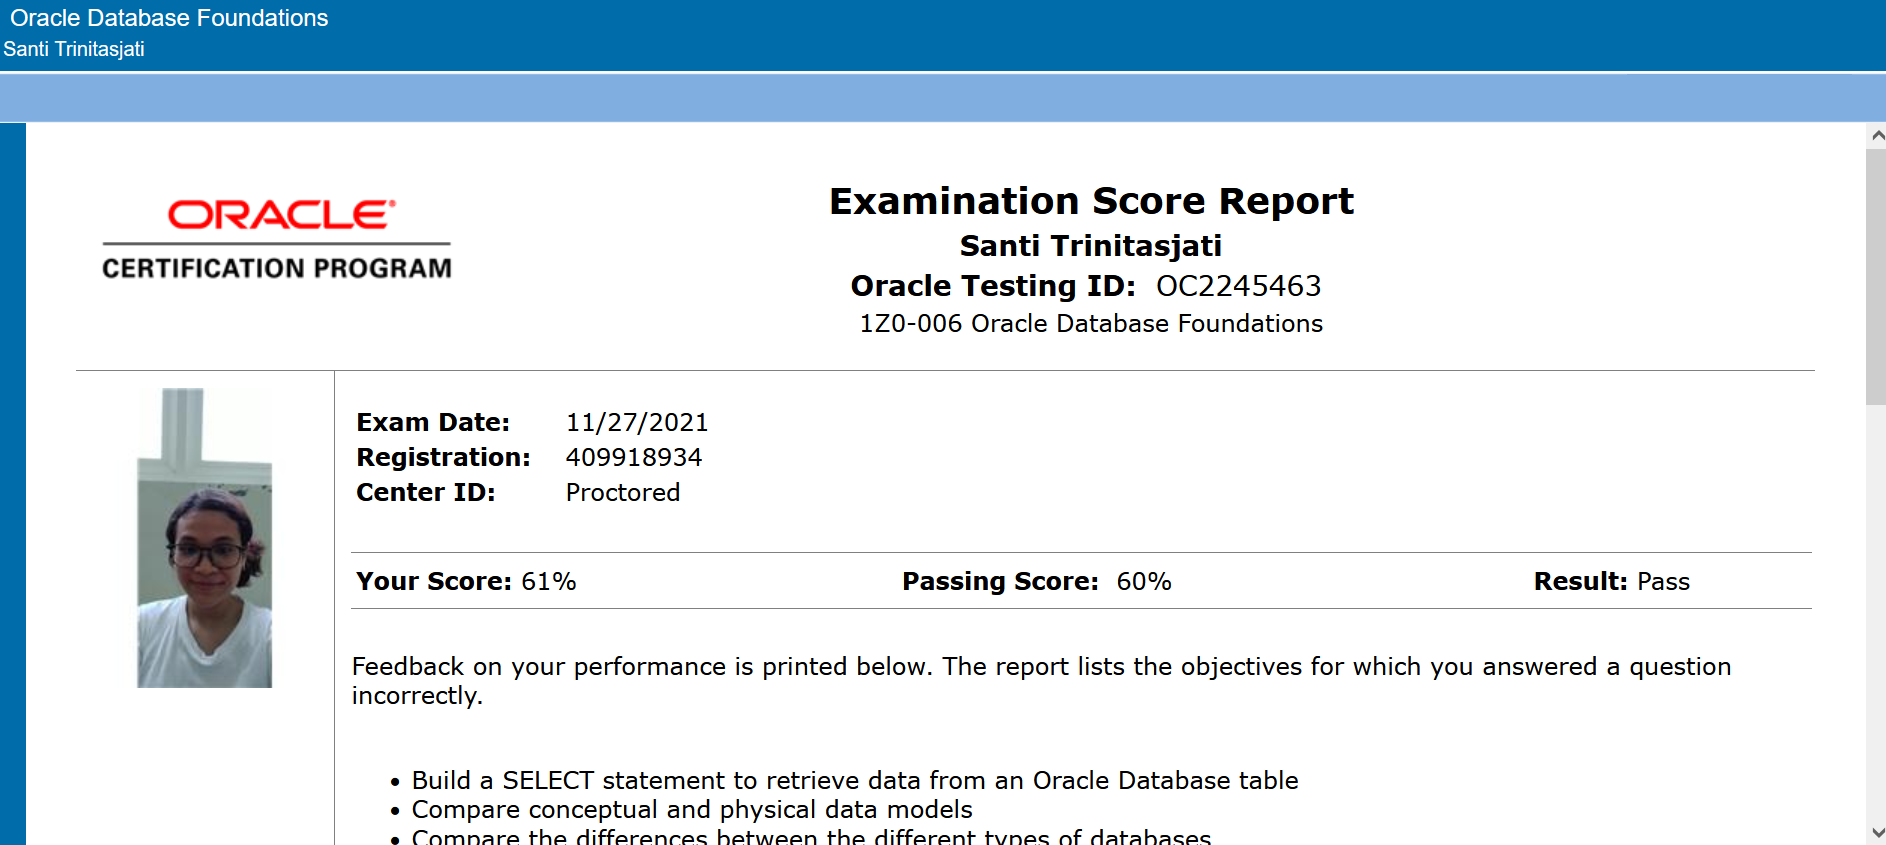 Oracle Database Foundations
Santi Trinitasjati
ORACLE®
CERTIFICATION PROGRAM
Examination Score Report
Santi Trinitasjati
Oracle Testing ID: OC2245463
1Z0-006 Oracle Database Foundations
Exam Date: 11/27/2021
Registration: 409918934
Center ID: Proctored
Your Score: 61% Passing Score: 60% Result: Pass
Feedback on your performance is printed below. The report lists the objectives for which you answered a question
incorrectly.
• Build a SELECT statement to retrieve data from an Oracle Database table
• Compare conceptual and physical data models
• Compare the differences between the different types of databases